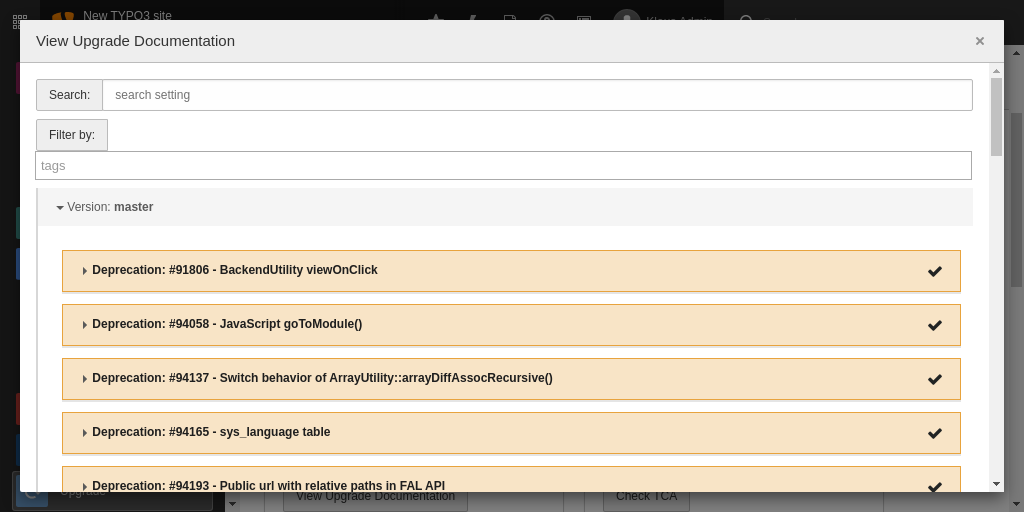 New TYPO3 site
Klaus Admin
View Upgrade Documentation
×
Search:
search setting
Filter by:
tags
Version: master
Deprecation: #91806 - BackendUtility viewOnClick
Deprecation: #94058 - JavaScript goToModule()
Deprecation: #94137 - Switch behavior of ArrayUtility::arrayDiffAssocRecursive()
Deprecation: #94165 - sys_language table
Deprecation: #94193 - Public url with relative paths in FAL API
Upgrade
View Upgrade Documentation
Check TCA